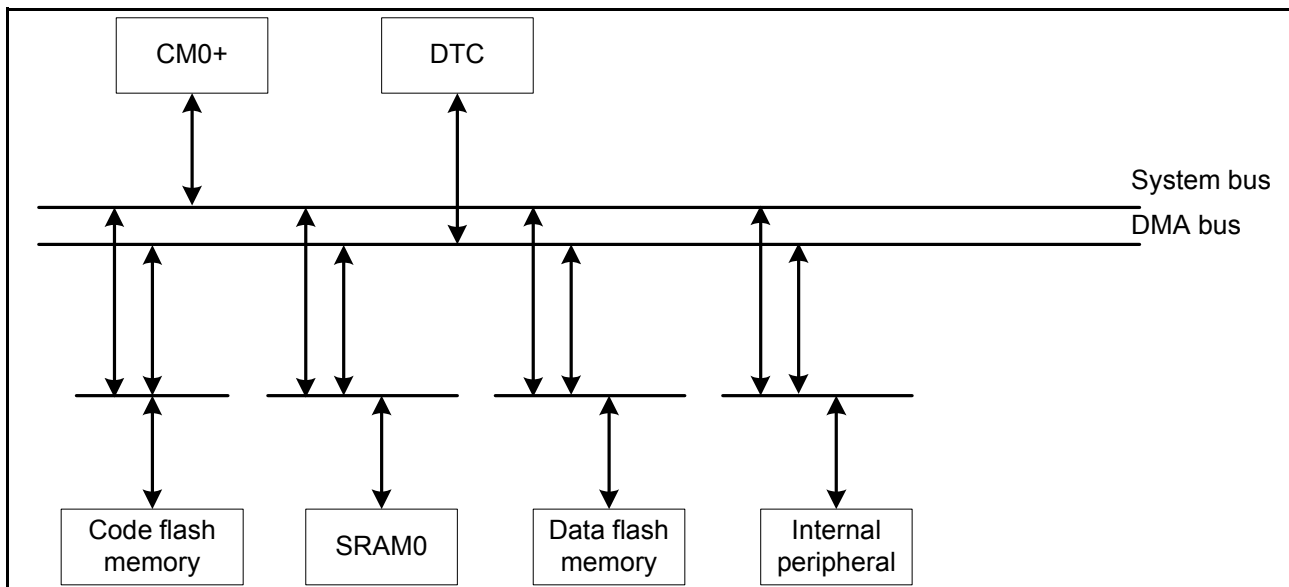 CM0+
DTC
System bus
DMA bus
Code flash
memory
SRAM0
Data flash
memory
Internal
peripheral